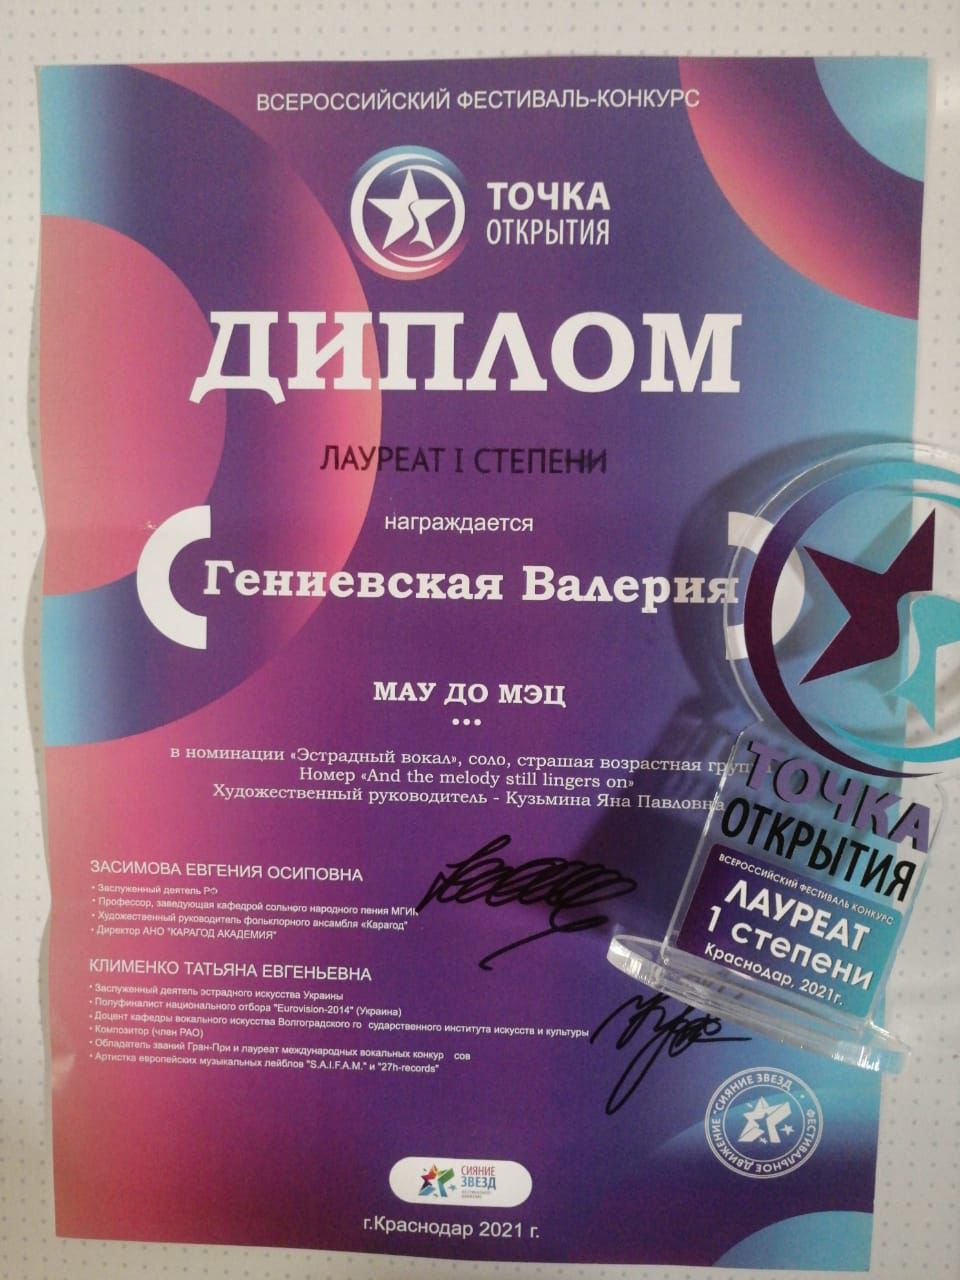 ВСЕРОССИЙСКИЙ ФЕСТИВАЛЬ-КОНКУРС
ТОЧКА
ОТКРЫТИЯ
ДИПЛОМ
ЛАУРЕАТ I СТЕПЕНИ
награждается
Гениевская Валерия
МАУ ДО МЭЦ
...
в номинации «Эстрадный вокал», соло, страшая возрастная груп
Номер «And the melody still lingers on»
Художественный руководитель - Кузьмина Яна Павловна
ЗАСИМОВА ЕВГЕНИЯ ОСИПОВНА
• Заслуженный деятель РФ
• Профессор, заведующая кафедрой сольного народного пения МГИК
• Художественный руководитель фольклорного ансамбля «Карагод"
• Директор АНО "КАРАГОД АКАДЕМИЯ"
КЛИМЕНКО ТАТЬЯНА ЕВГЕНЬЕВНА
• Заслуженный деятель эстрадного искусства Украины
• Полуфиналист национального отбора "Eurovision-2014" (Украина)
• Доцент кафедры вокального искусства Волгоградского го сударственного института искусств и культуры
• Композитор (член РАО)
• Обладатель званий Гран-При и лауреат международных вокальных конкур сов
• Артистка европейских музыкальных лейблов "S.A.I.F.A.M." и "27h-records"
ТОЧКА
ОТКРЫТИЯ
ВСЕРОССИЙСКИЙ ФЕСТИВАЛЬ КОНКУРС
ЛАУРЕАТ
1 степени
Краснодар, 2021г.
"СИЯНИЕ ЗВЕЗД" • ФЕСТИВАЛЬНОЕ ДВИЖЕНИЕ
СИЯНИЕ
ЗВЕЗД
ФЕСТИВАЛЬНОЕ
ДВИЖЕНИЕ
г.Краснодар 2021 г.